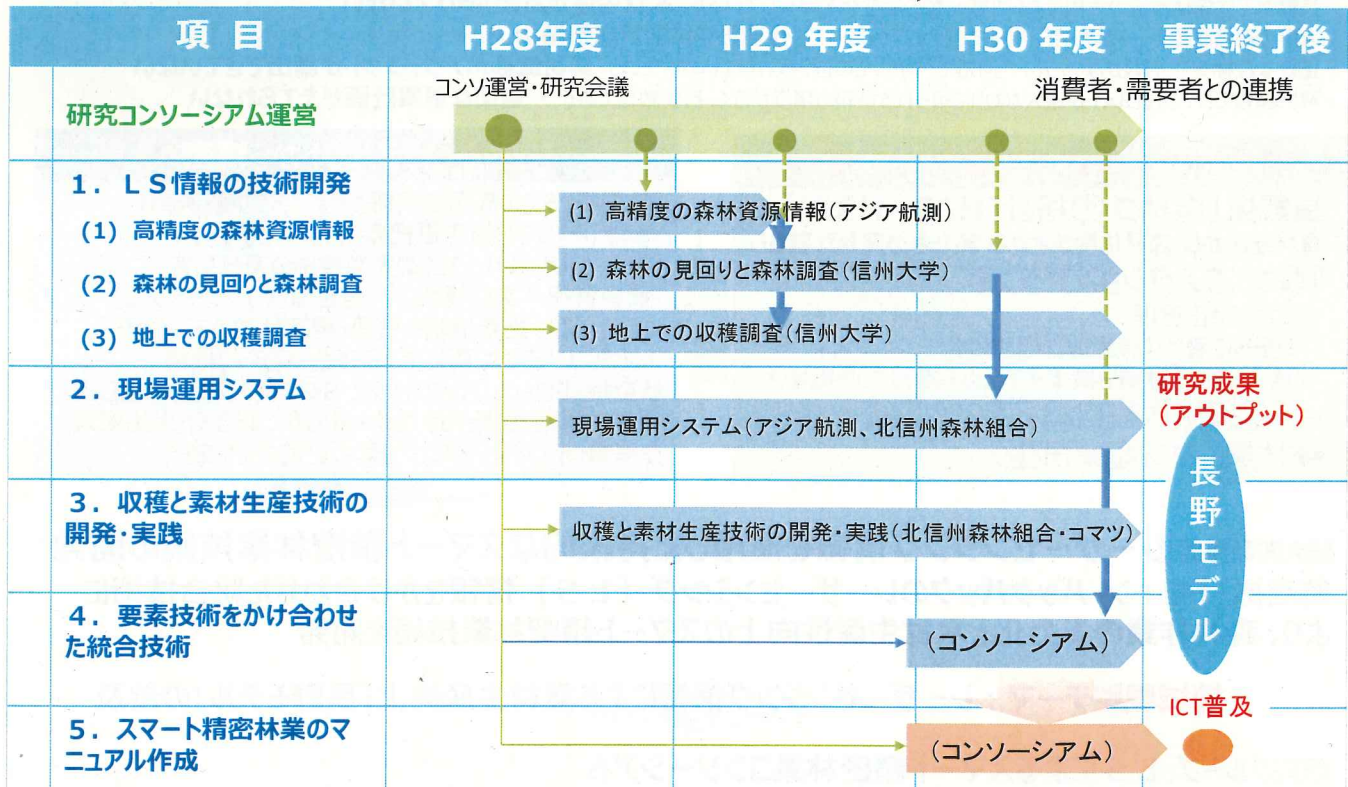 項 目
H28年度
H29 年度
H30 年度
事業終了後
コンソ運営・研究会議
消費者・需要者との連携
研究コンソーシアム運営
1．ＬＳ情報の技術開発
(1) 高精度の森林資源情報
(2) 森林の見回りと森林調査
(3) 地上での収穫調査
(1) 高精度の森林資源情報(アジア航測)
(2) 森林の見回りと森林調査(信州大学)
(3) 地上での収穫調査(信州大学)
2．現場運用システム
現場運用システム(アジア航測、北信州森林組合)
研究成果
(アウトプット)
長野モデル
3．収穫と素材生産技術の
開発・実践
収穫と素材生産技術の開発・実践(北信州森林組合・コマツ)
4．要素技術をかけ合わせ
た統合技術
(コンソーシアム)
5．スマート精密林業のマ
ニュアル作成
(コンソーシアム)
ICT普及